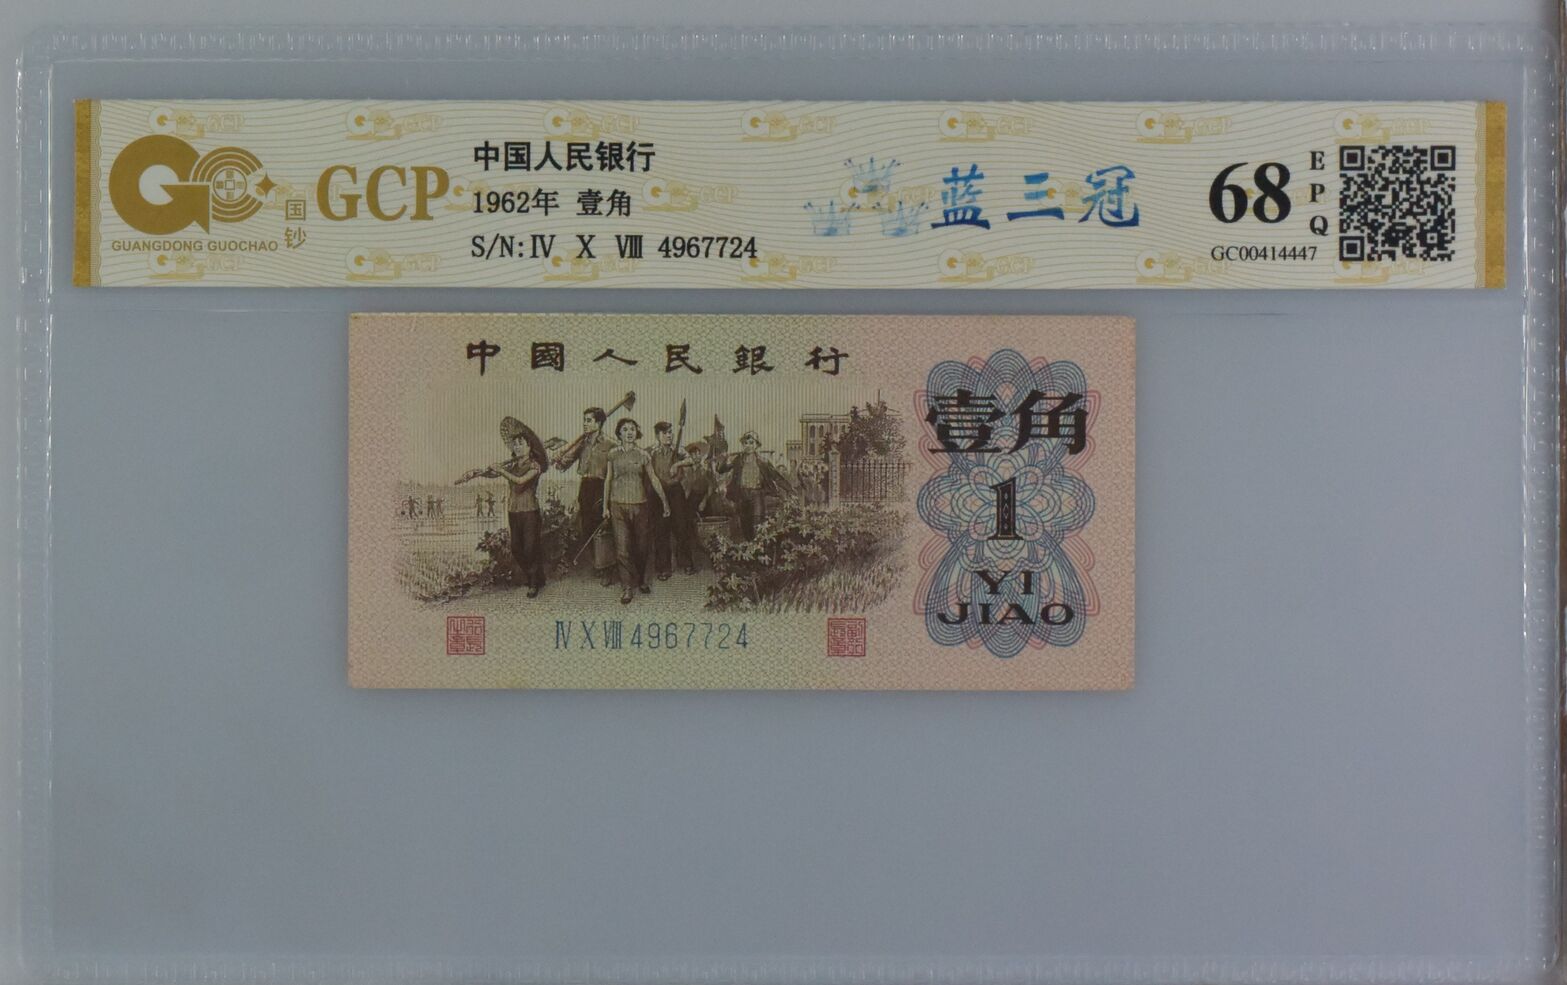 GCP
国钞
GUANGDONG GUOCHAO
中国人民银行
1962年 壹角
S/N: Ⅳ Ⅹ Ⅷ 4967724
蓝三冠
68
EPQ
GC00414447
中國人民銀行
壹角
1
YI
JIAO
Ⅳ Ⅹ Ⅷ 4967724